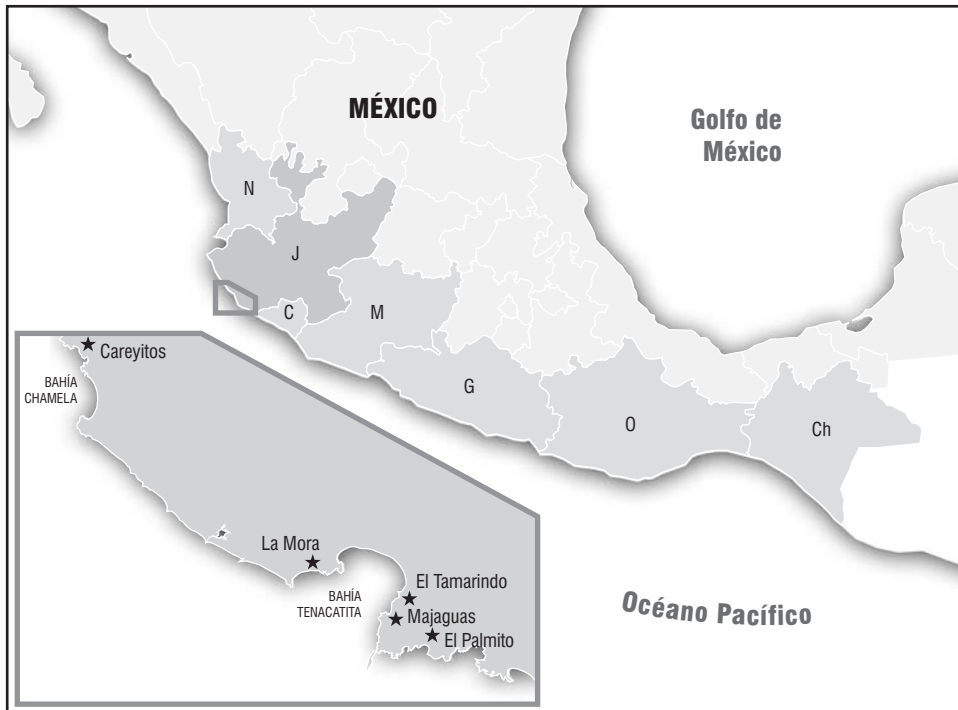 MÉXICO
Golfo de
México
N
J
C
M
G
O
Ch
Careyitos
BAHÍA
CHAMELA
La Mora
El Tamarindo
BAHÍA
TENACATITA
Majaguas
El Palmito
Océano Pacífico